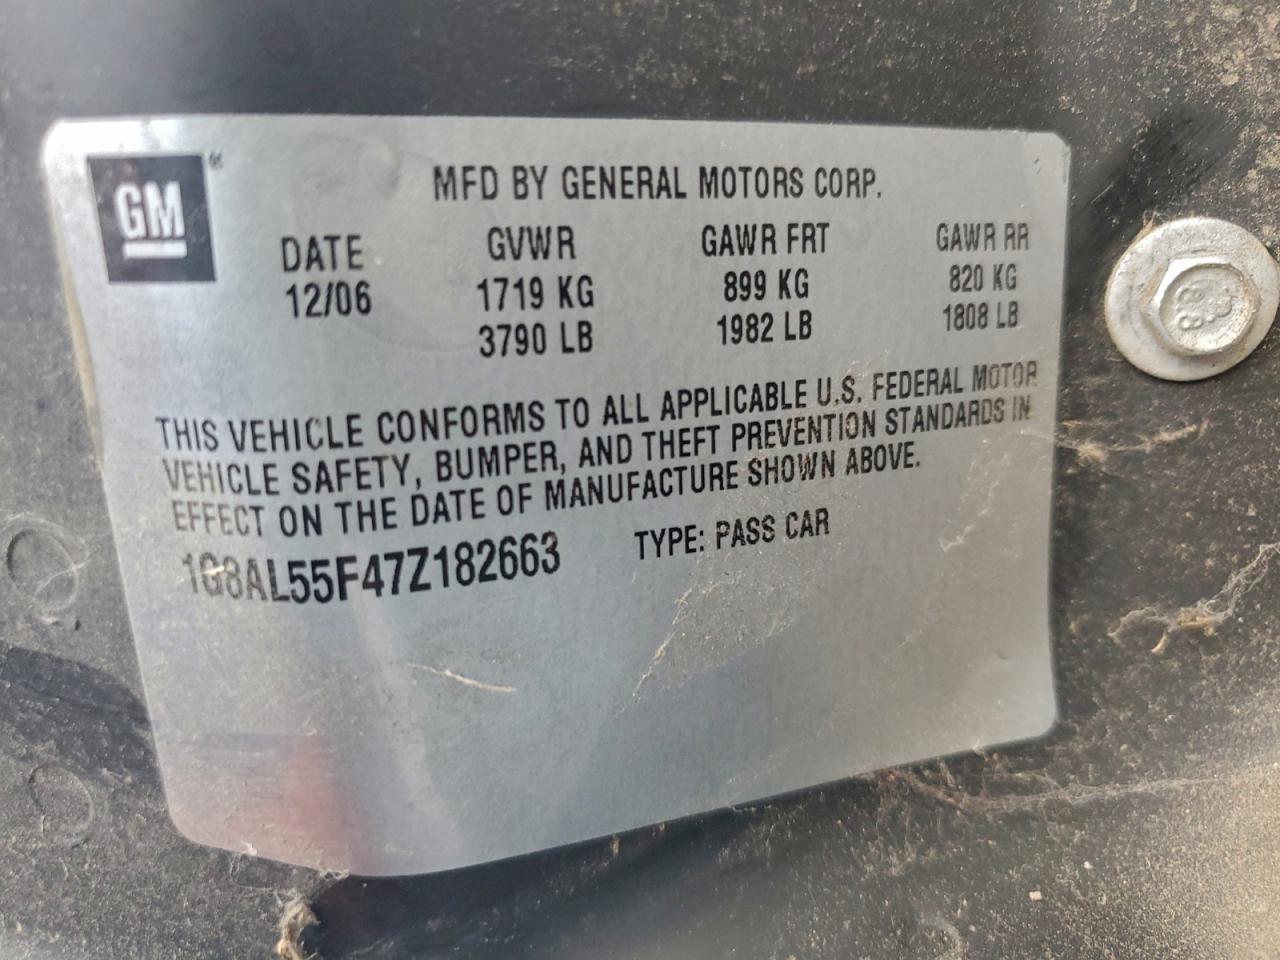 GM
MFD BY GENERAL MOTORS CORP.
DATE GVWR GAWR FRT GAWR RR
12/06 1719 KG 899 KG 820 KG
3790 LB 1982 LB 1808 LB
THIS VEHICLE CONFORMS TO ALL APPLICABLE U.S. FEDERAL MOTOR
VEHICLE SAFETY, BUMPER, AND THEFT PREVENTION STANDARDS IN
EFFECT ON THE DATE OF MANUFACTURE SHOWN ABOVE.
1G8AL55F47Z182663 TYPE: PASS CAR